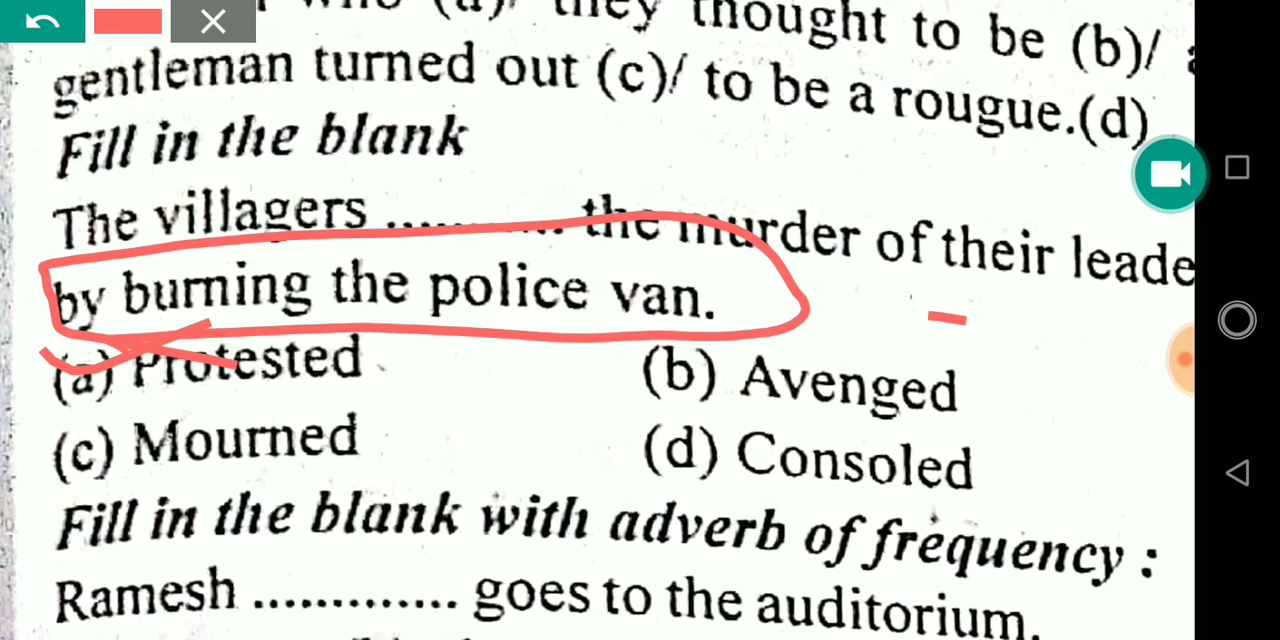 who (a)/ they thought to be (b)/ a
gentleman turned out (c)/ to be a rougue.(d)
Fill in the blank
The villagers ............ the murder of their leade
by burning the police van.
(a) Protested
(b) Avenged
(c) Mourned
(d) Consoled
Fill in the blank with adverb of frequency :
Ramesh ............. goes to the auditorium.